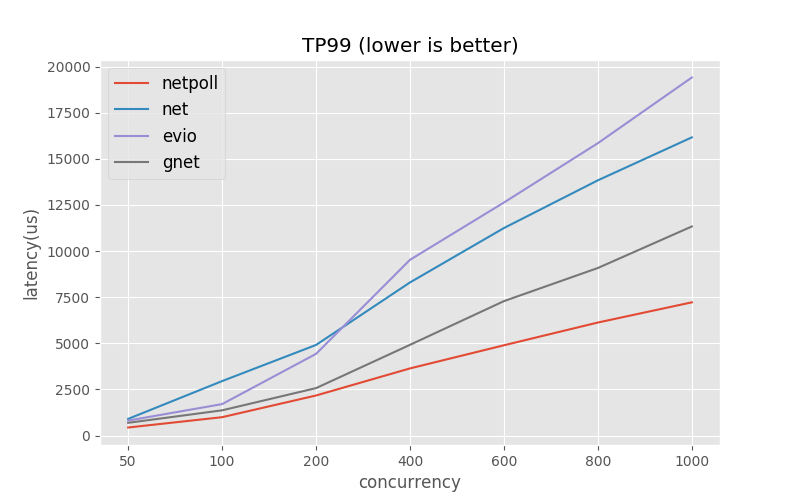 TP99 (lower is better)
netpoll
net
evio
gnet
latency(us)
20000
17500
15000
12500
10000
7500
5000
2500
0
50 100 200 400 600 800 1000
concurrency